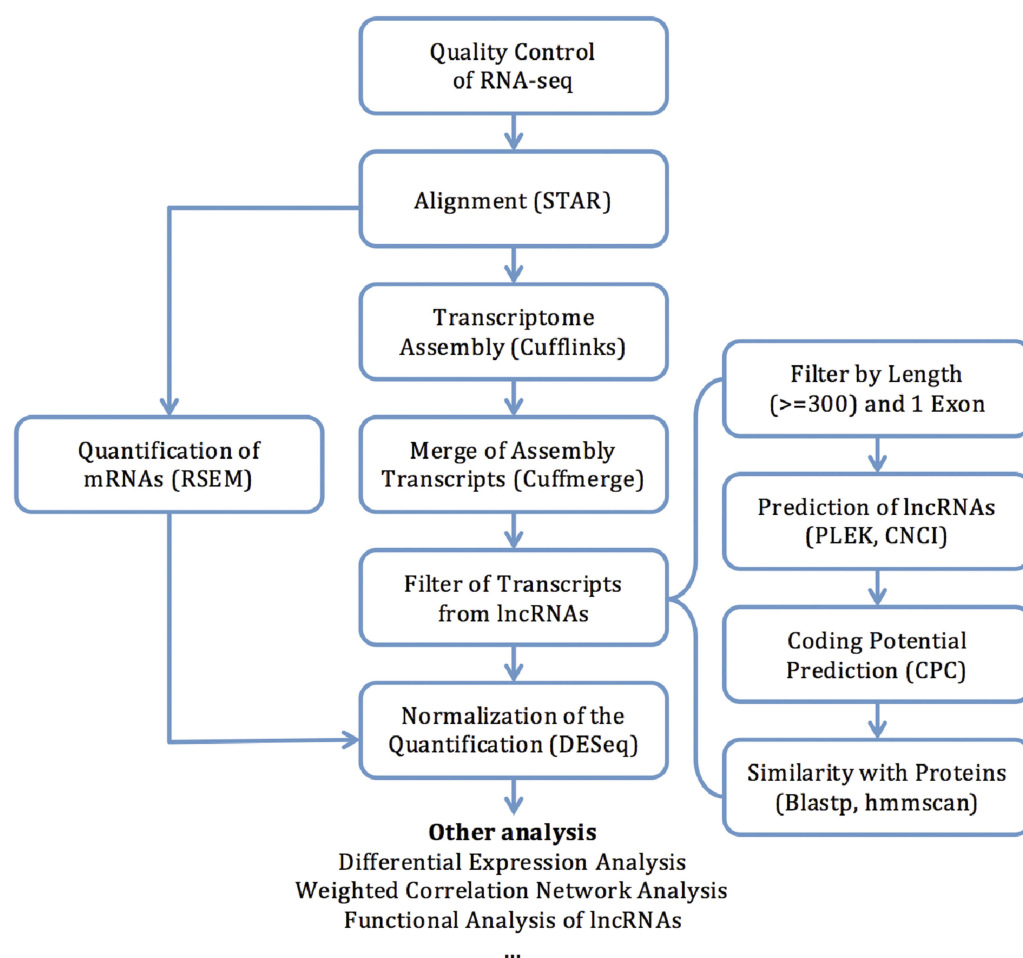 Quality Control
of RNA-seq
Alignment (STAR)
Transcriptome
Assembly (Cufflinks)
Filter by Length
(>=300) and 1 Exon
Quantification of
mRNAs (RSEM)
Merge of Assembly
Transcripts (Cuffmerge)
Prediction of lncRNAs
(PLEK, CNCI)
Filter of Transcripts
from lncRNAs
Coding Potential
Prediction (CPC)
Normalization of the
Quantification (DESeq)
Similarity with Proteins
(Blastp, hmmscan)
Other analysis
Differential Expression Analysis
Weighted Correlation Network Analysis
Functional Analysis of lncRNAs
...